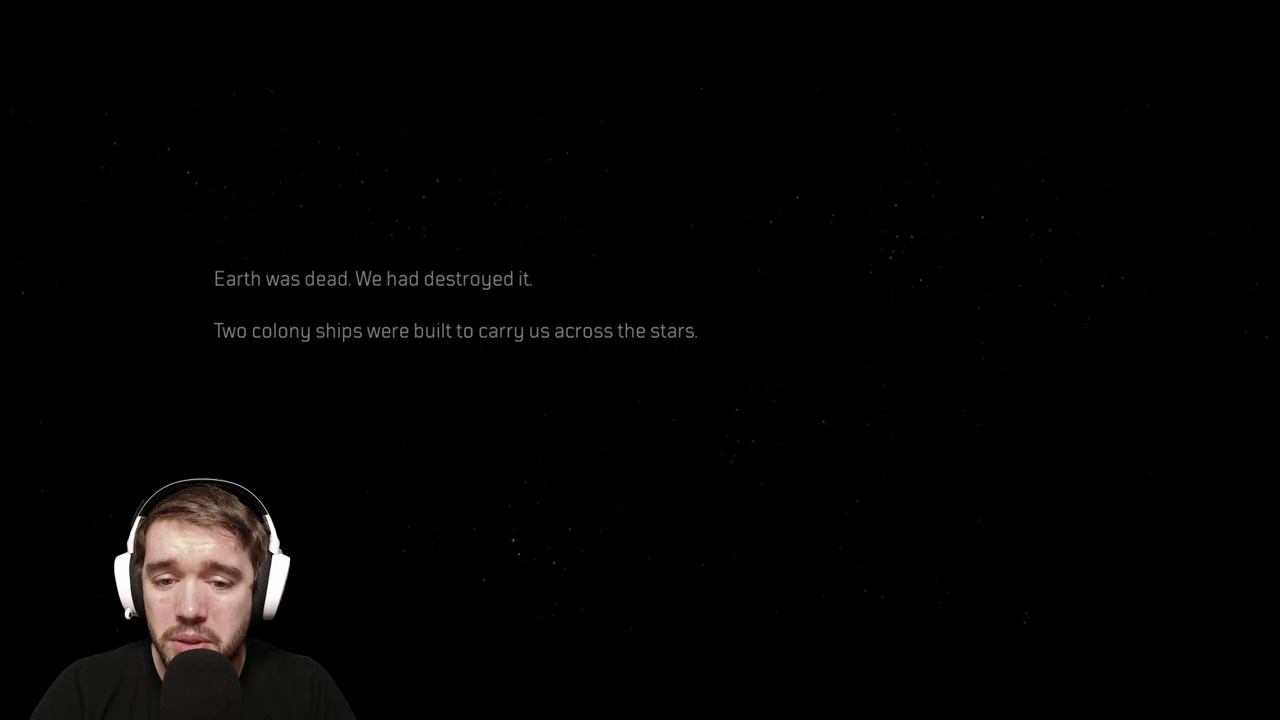 Earth was dead. We had destroyed it.
Two colony ships were built to carry us across the stars.